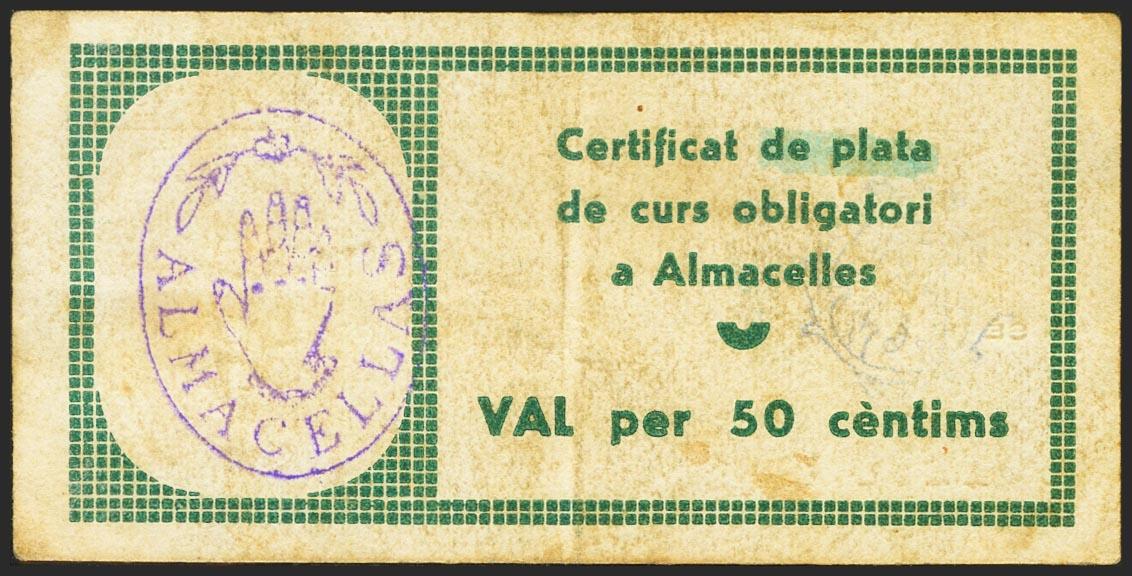 ALMACELLAS
Certificat de plata
de curs obligatori
a Almacelles
VAL per 50 cèntims